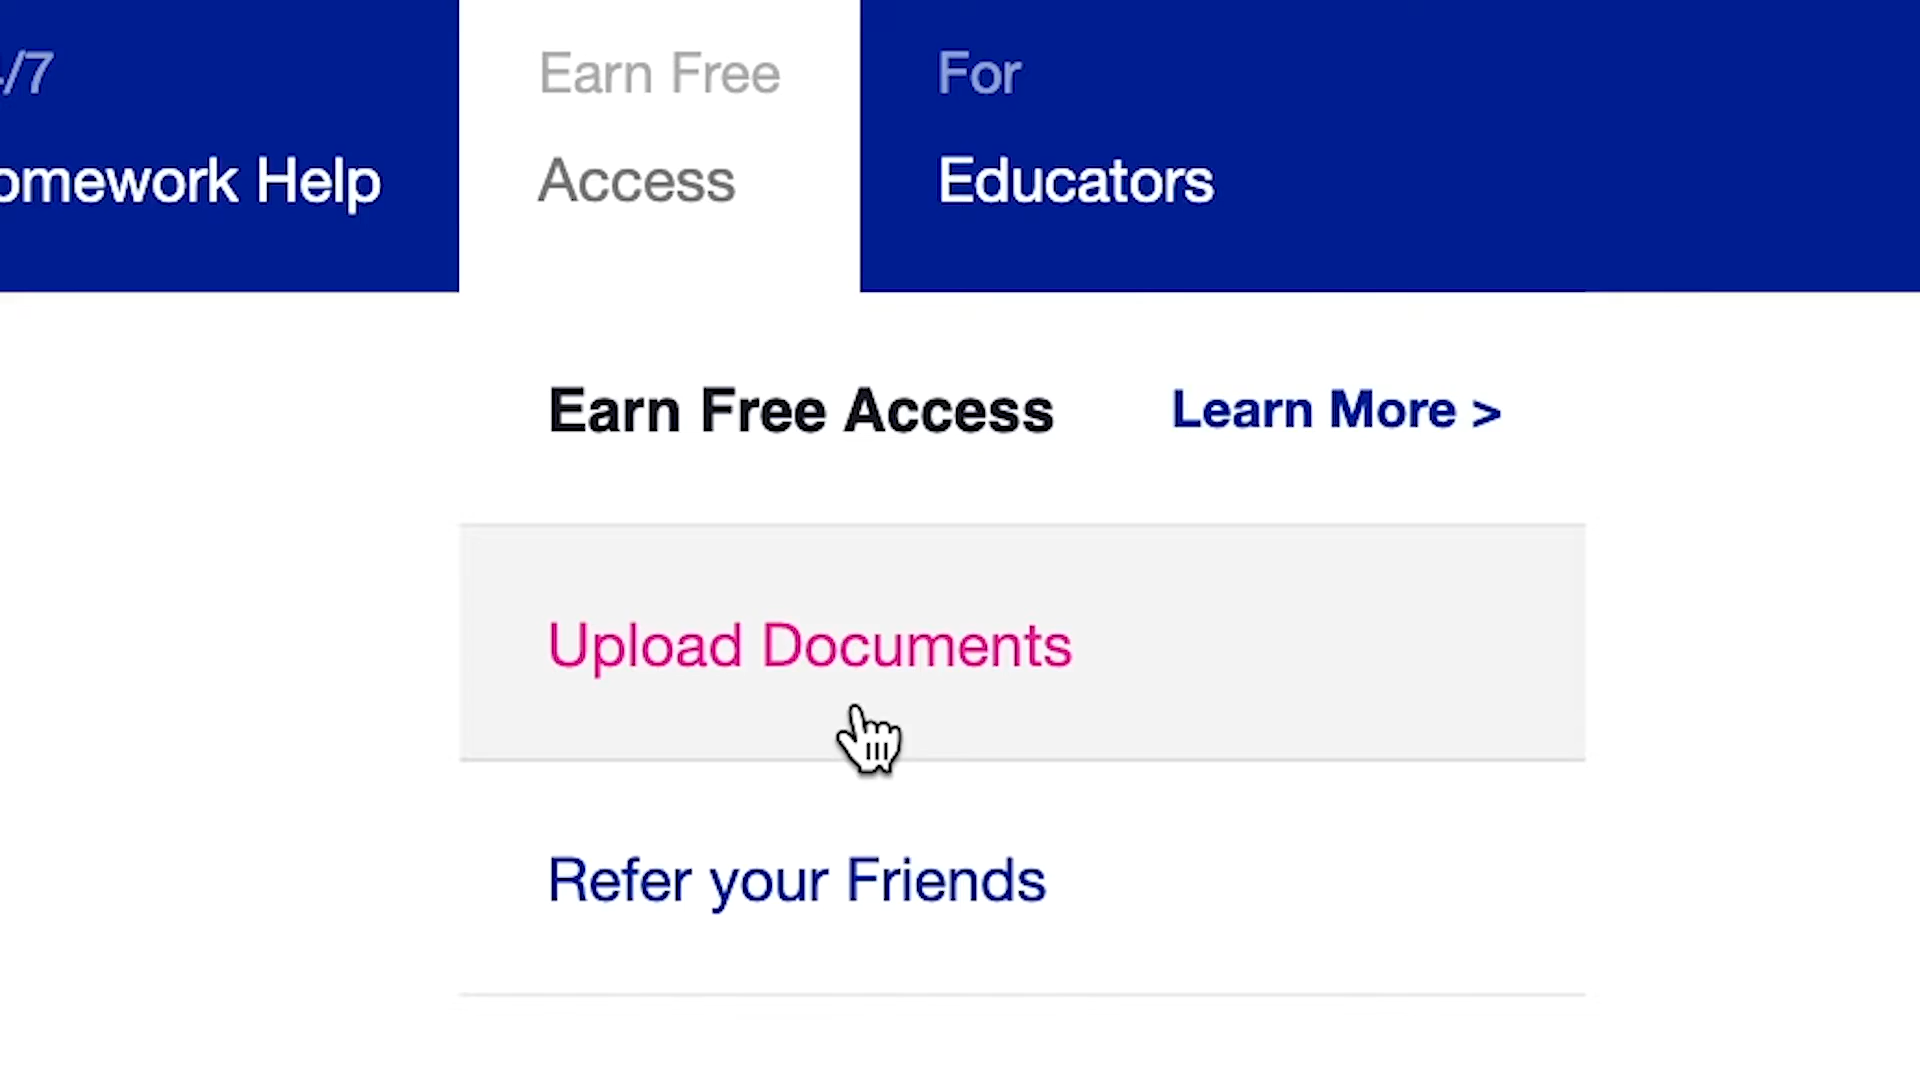 /7
Earn Free
For
omework Help
Access
Educators
Earn Free Access
Learn More >
Upload Documents
Refer your Friends